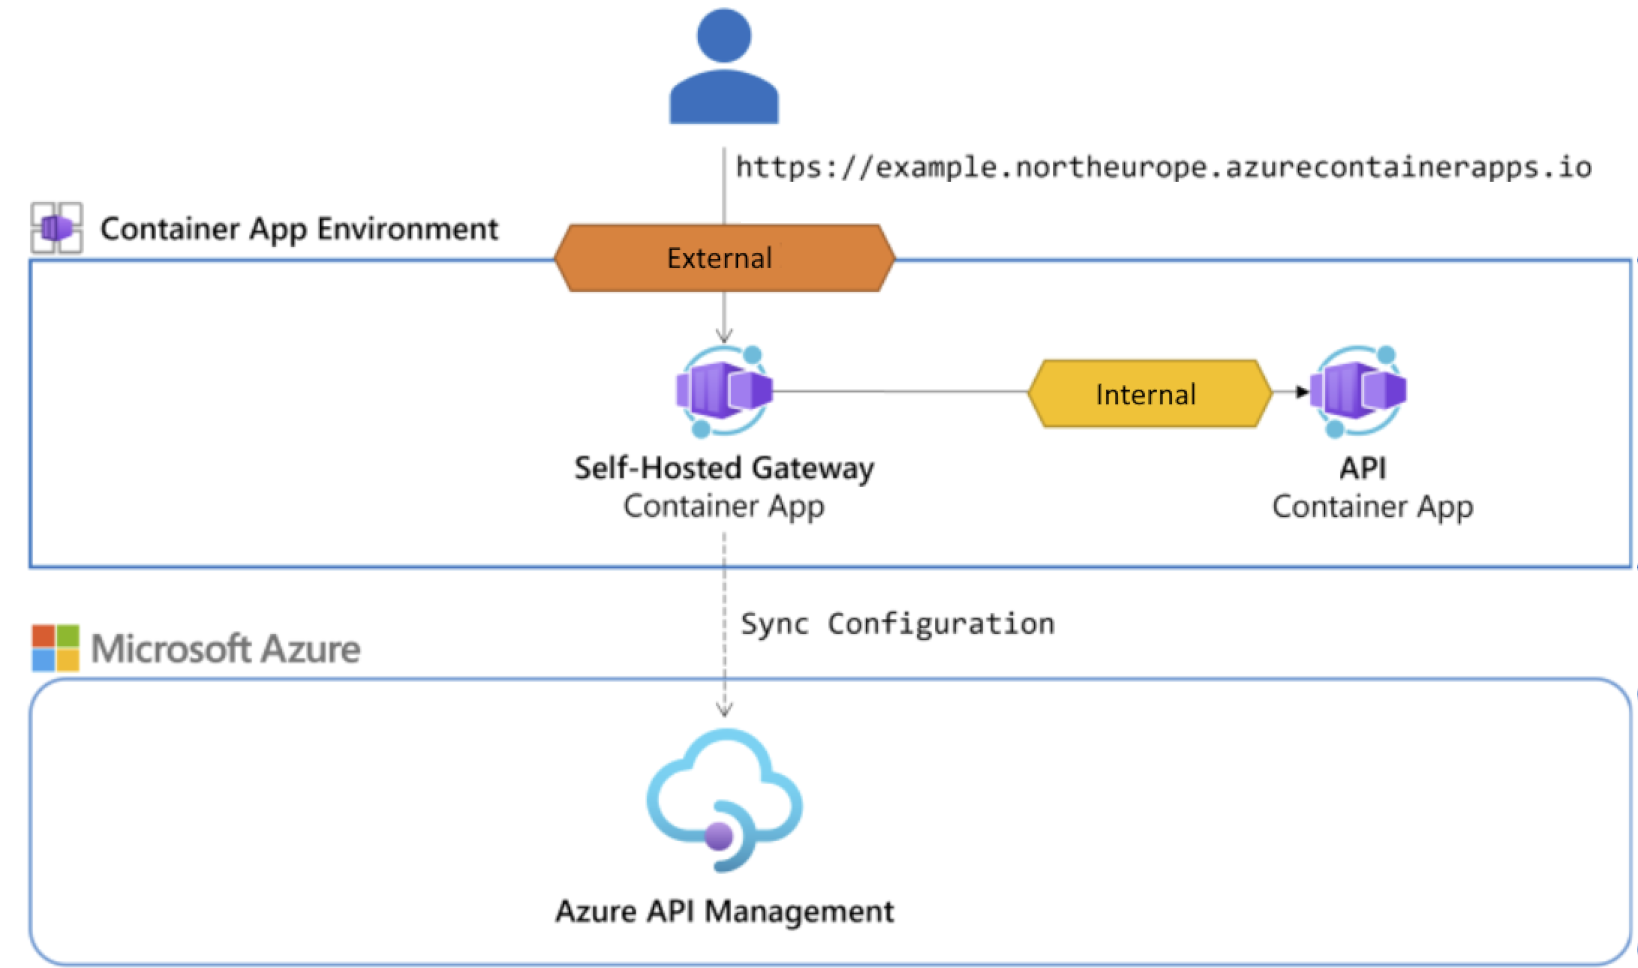 https://example.northeurope.azurecontainerapps.io
Container App Environment
External
Internal
Self-Hosted Gateway
Container App
API
Container App
Sync Configuration
Microsoft Azure
Azure API Management